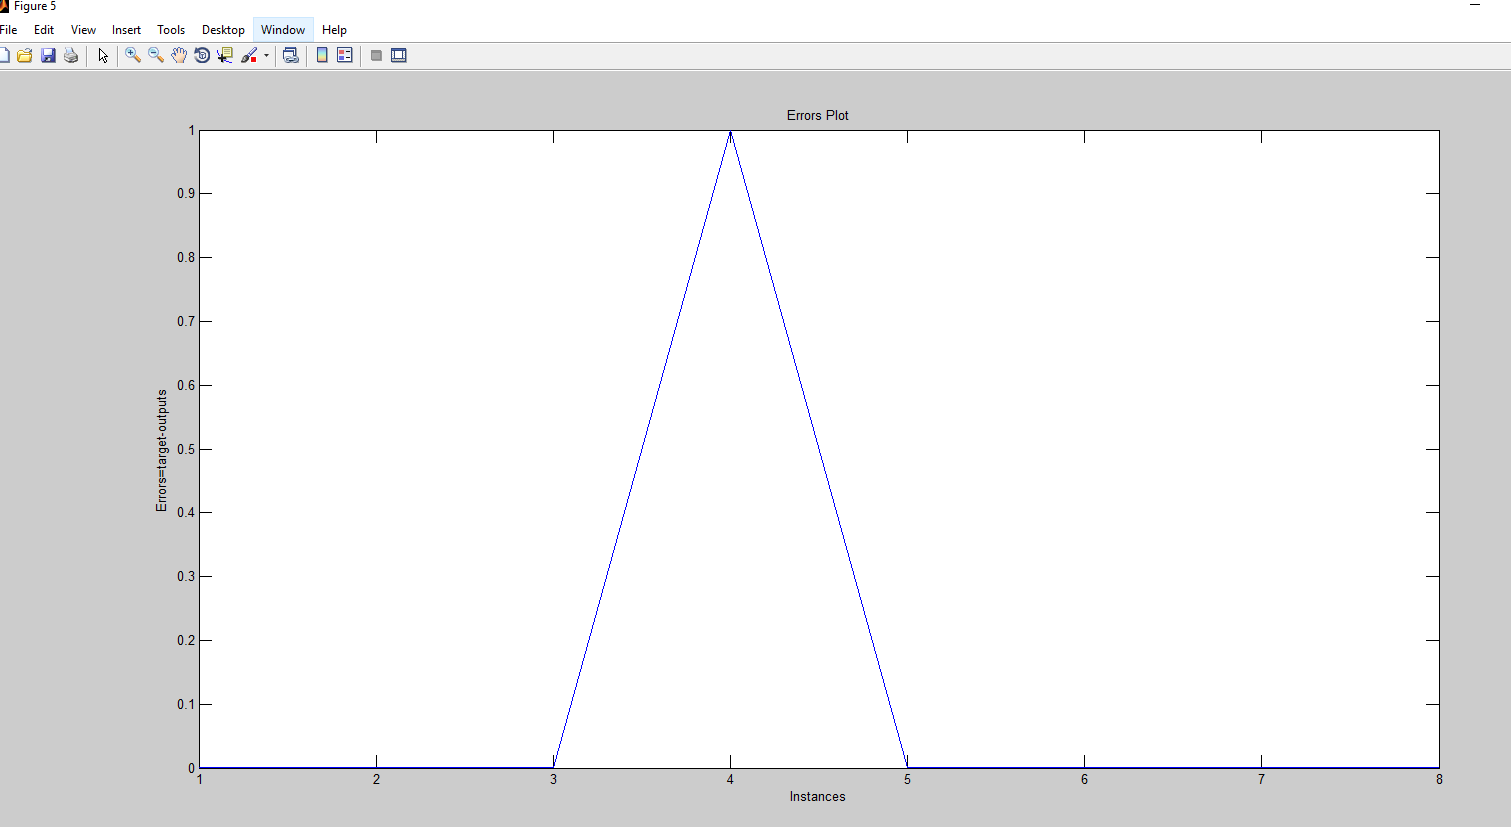 Figure 5
File Edit View Insert Tools Desktop Window Help
Errors Plot
1
0.9
0.8
0.7
0.6
0.5
0.4
0.3
0.2
0.1
0
Errors=target-outputs
1 2 3 4 5 6 7 8
Instances